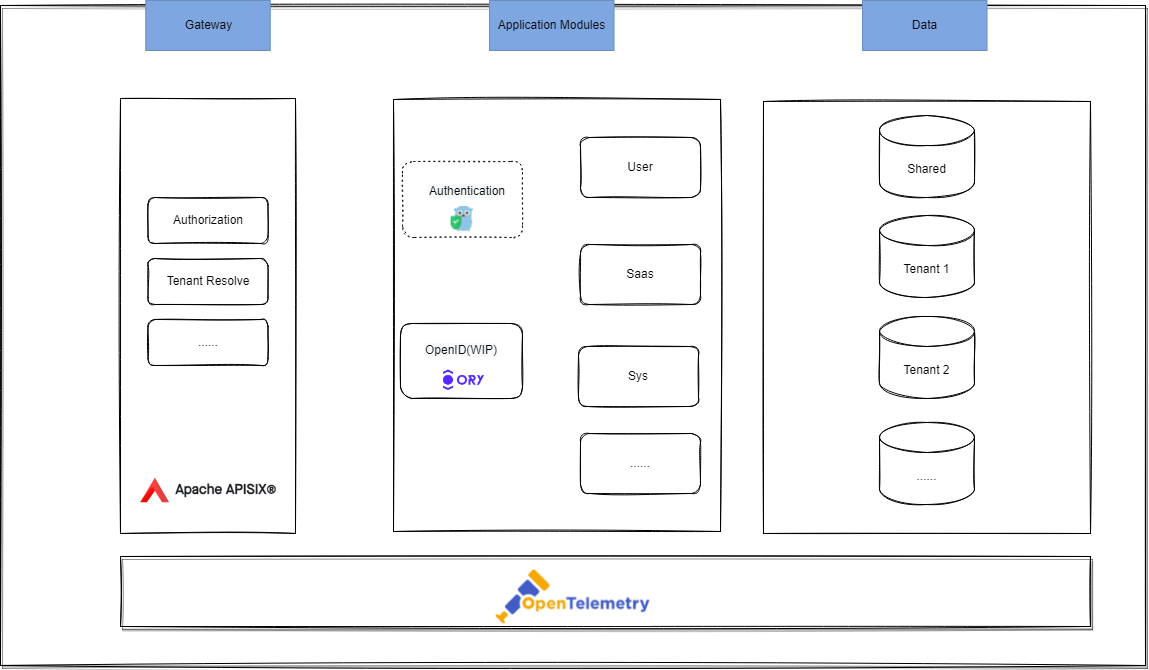 Gateway
Application Modules
Data
Authorization
Tenant Resolve
......
Apache APISIX®
Authentication
OpenID(WIP)
ORY
User
Saas
Sys
......
Shared
Tenant 1
Tenant 2
......
OpenTelemetry